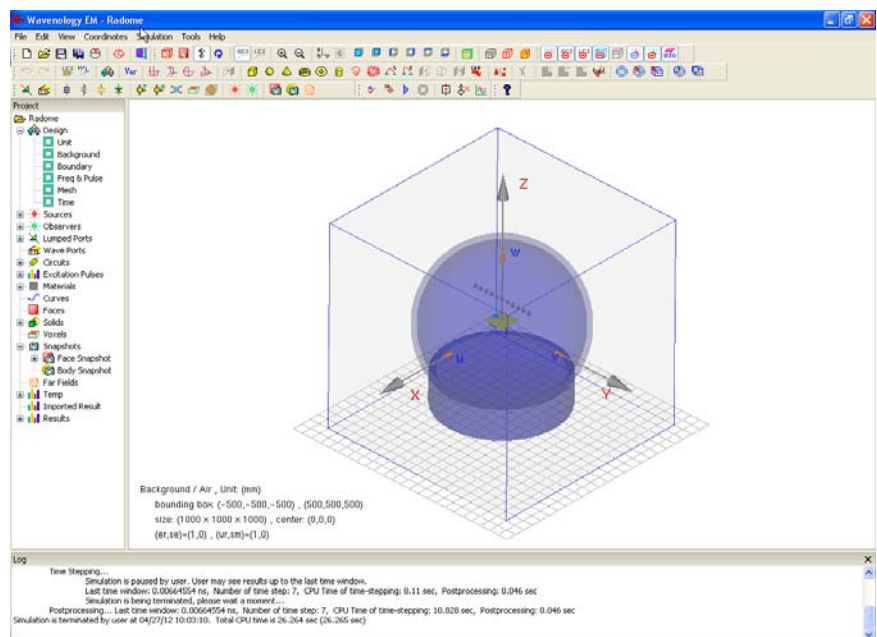 Wavenology EM - Radome
File Edit View Coordinates Simulation Tools Help
Project
Radome
Design
Unit
Background
Boundary
Freq & Pulse
Mesh
Time
Sources
Observers
Lumped Ports
Wave Ports
Circuits
Excitation Pulses
Materials
Curves
Faces
Solids
Voxels
Snapshots
Face Snapshot
Body Snapshot
Far Fields
Temp
Imported Result
Results
Z
w
u
v
X
Y
Background / Air , Unit: (mm)
bounding box: (-500,-500,-500) , (500,500,500)
size: (1000 x 1000 x 1000) , center: (0,0,0)
(er,se)=(1,0) , (ur,sm)=(1,0)
Log
Time Stepping...
Simulation is paused by user. User may see results up to the last time window.
Last time window: 0.00664554 ns, Number of time step: 7, CPU Time of time-stepping: 8.11 sec, Postprocessing: 0.046 sec
Simulation is being terminated, please wait a moment...
Postprocessing... Last time window: 0.00664554 ns, Number of time step: 7, CPU Time of time-stepping: 10.828 sec, Postprocessing: 0.046 sec
Simulation is terminated by user at 04/27/12 10:03:10. Total CPU time is 26.264 sec (26.265 sec)